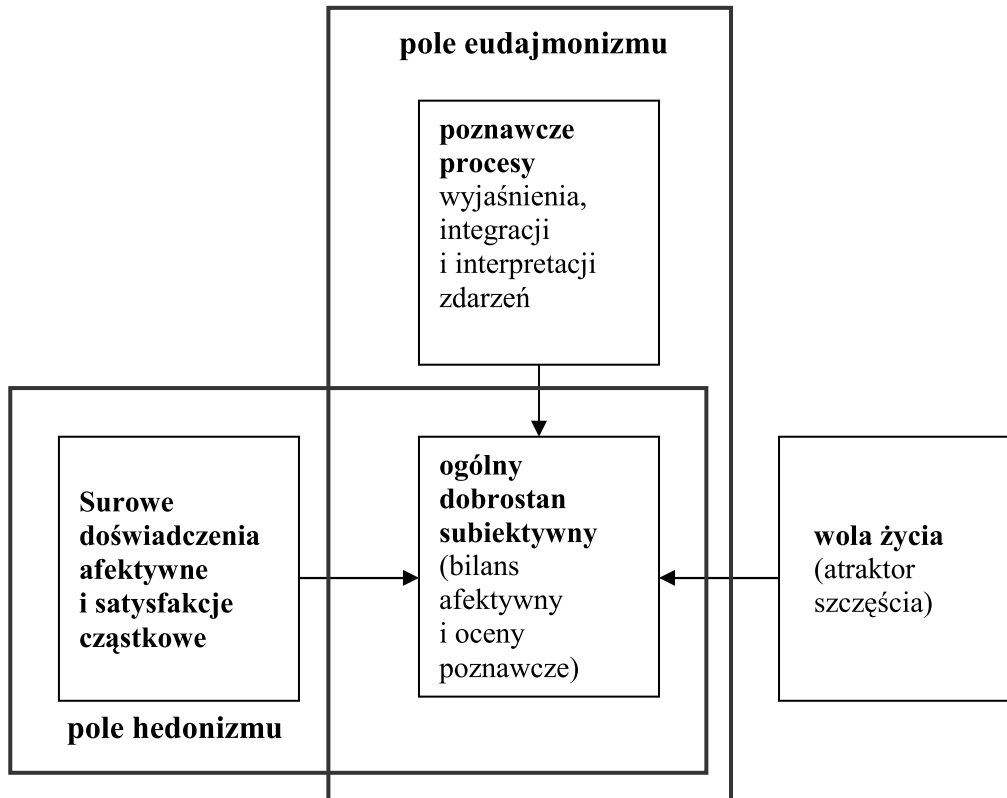 pole eudajmonizmu
poznawcze
procesy
wyjaśnienia,
integracji
i interpretacji
zdarzeń
Surowe
doświadczenia
afektywne
i satysfakcje
cząstkowe
pole hedonizmu
ogólny
dobrostan
subiektywny
(bilans
afektywny
i oceny
poznawcze)
wola życia
(atraktor
szczęścia)